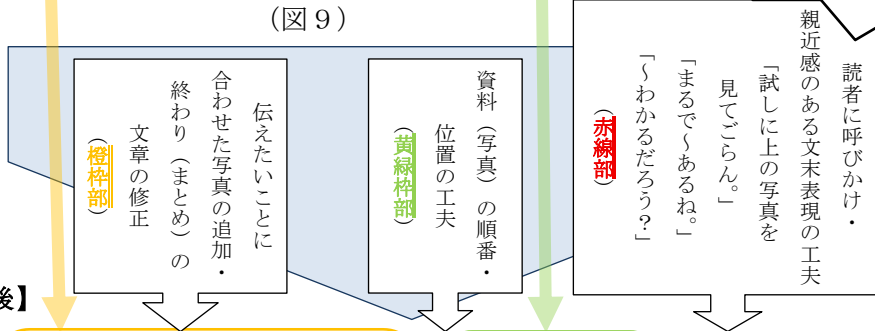 （図９）
読者に呼びかけ・
親近感のある文末表現の工夫
「試しに上の写真を
見てごらん。」
「まるで～あるね。」
「～わかるだろう？」
（赤線部）
資料（写真）の順番・
位置の工夫
（黄緑枠部）
伝えたいことに
合わせた写真の追加・
終わり（まとめ）の
文章の修正
（橙枠部）
後】